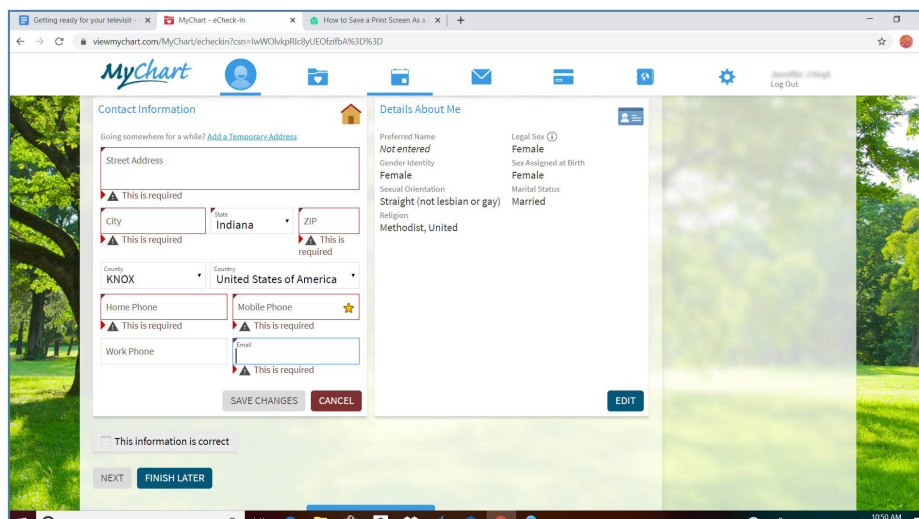 Getting ready for your televisit -
MyChart - eCheck-In
How to Save a Print Screen As a
viewmychart.com/MyChart/echeckin?csn=IwWOlvkpRlc8yUEOfzifbA%3D%3D
MyChart
Log Out
Contact Information
Going somewhere for a while? Add a Temporary Address
Street Address
This is required
City
State
Indiana
ZIP
This is required
This is
required
County
KNOX
Country
United States of America
Home Phone
Mobile Phone
This is required
This is required
Work Phone
Email
This is required
SAVE CHANGES
CANCEL
Details About Me
Preferred Name
Not entered
Legal Sex
Female
Gender Identity
Female
Sex Assigned at Birth
Female
Sexual Orientation
Straight (not lesbian or gay)
Marital Status
Married
Religion
Methodist, United
EDIT
This information is correct
NEXT
FINISH LATER
10:50 AM